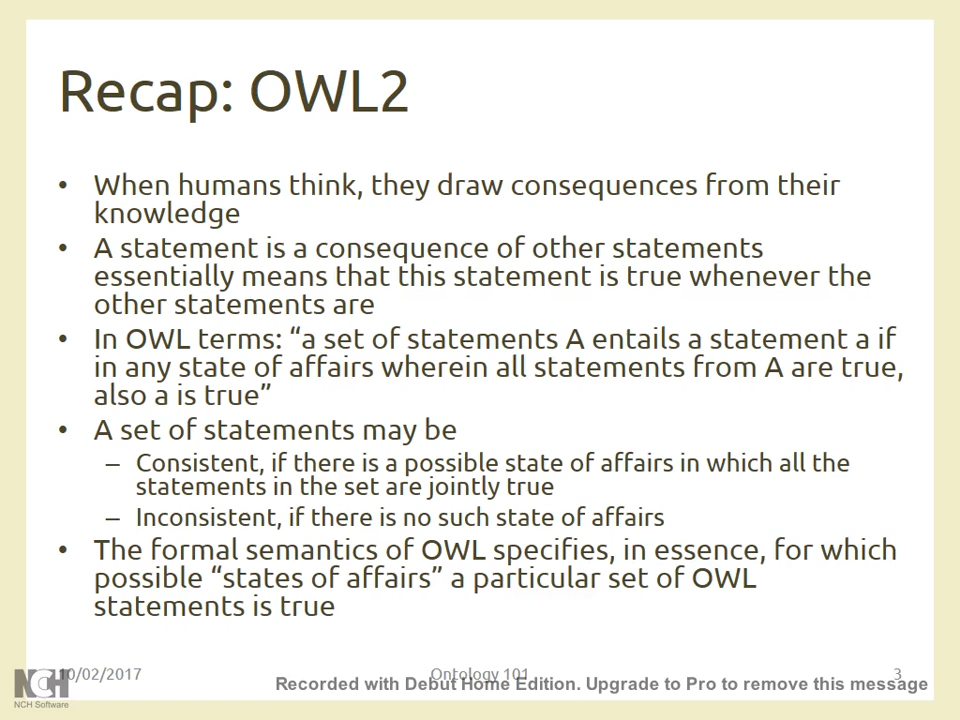 Recap: OWL2
• When humans think, they draw consequences from their
knowledge
• A statement is a consequence of other statements
essentially means that this statement is true whenever the
other statements are
• In OWL terms: “a set of statements A entails a statement a if
in any state of affairs wherein all statements from A are true,
also a is true”
• A set of statements may be
– Consistent, if there is a possible state of affairs in which all the
statements in the set are jointly true
– Inconsistent, if there is no such state of affairs
• The formal semantics of OWL specifies, in essence, for which
possible “states of affairs” a particular set of OWL
statements is true
10/02/2017
Ontology 101
3
Recorded with Debut Home Edition. Upgrade to Pro to remove this message
NCH
NCH Software